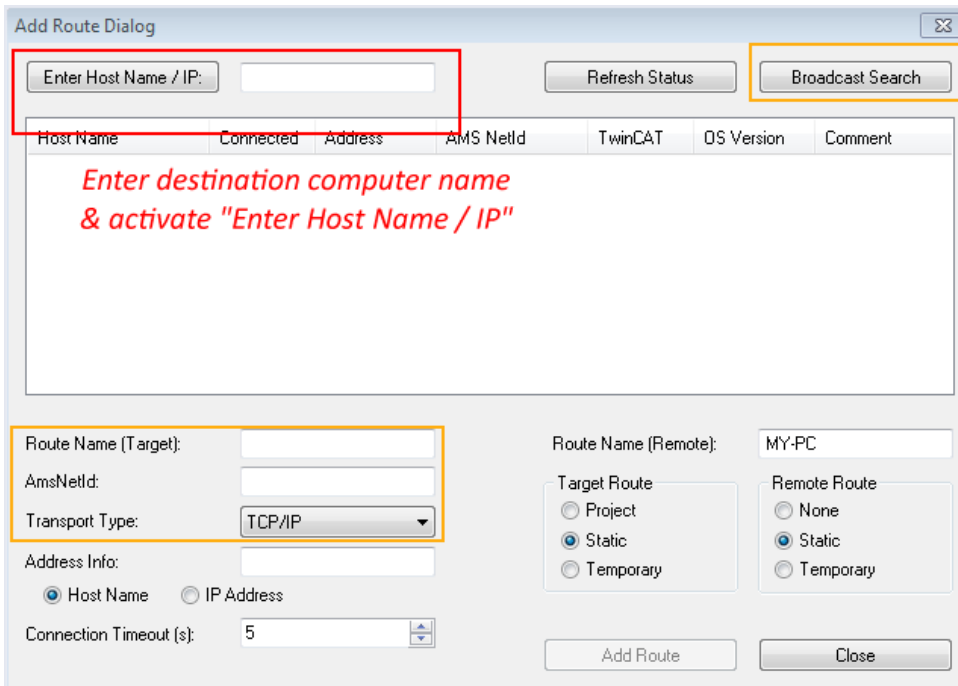 Add Route Dialog
Enter Host Name / IP: Refresh Status Broadcast Search
Host Name Connected Address AMS NetId TwinCAT OS Version Comment
Enter destination computer name
& activate "Enter Host Name / IP"
Route Name (Target): Route Name (Remote): MY-PC
AmsNetId: Target Route Remote Route
Project None
Transport Type: TCP/IP
Static Static
Address Info:
Temporary Temporary
Host Name IP Address
Connection Timeout (s): 5
Add Route Close